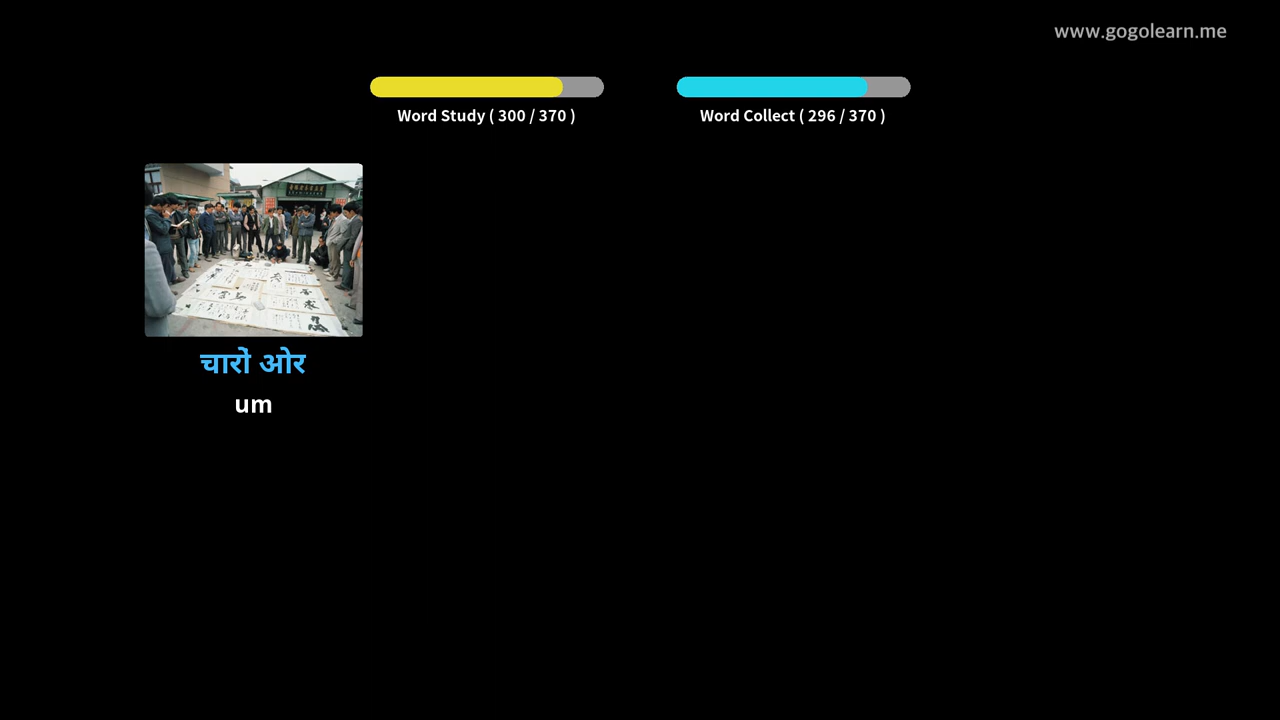 www.gogolearn.me
Word Study ( 300 / 370 )
Word Collect ( 296 / 370 )
चारों ओर
um